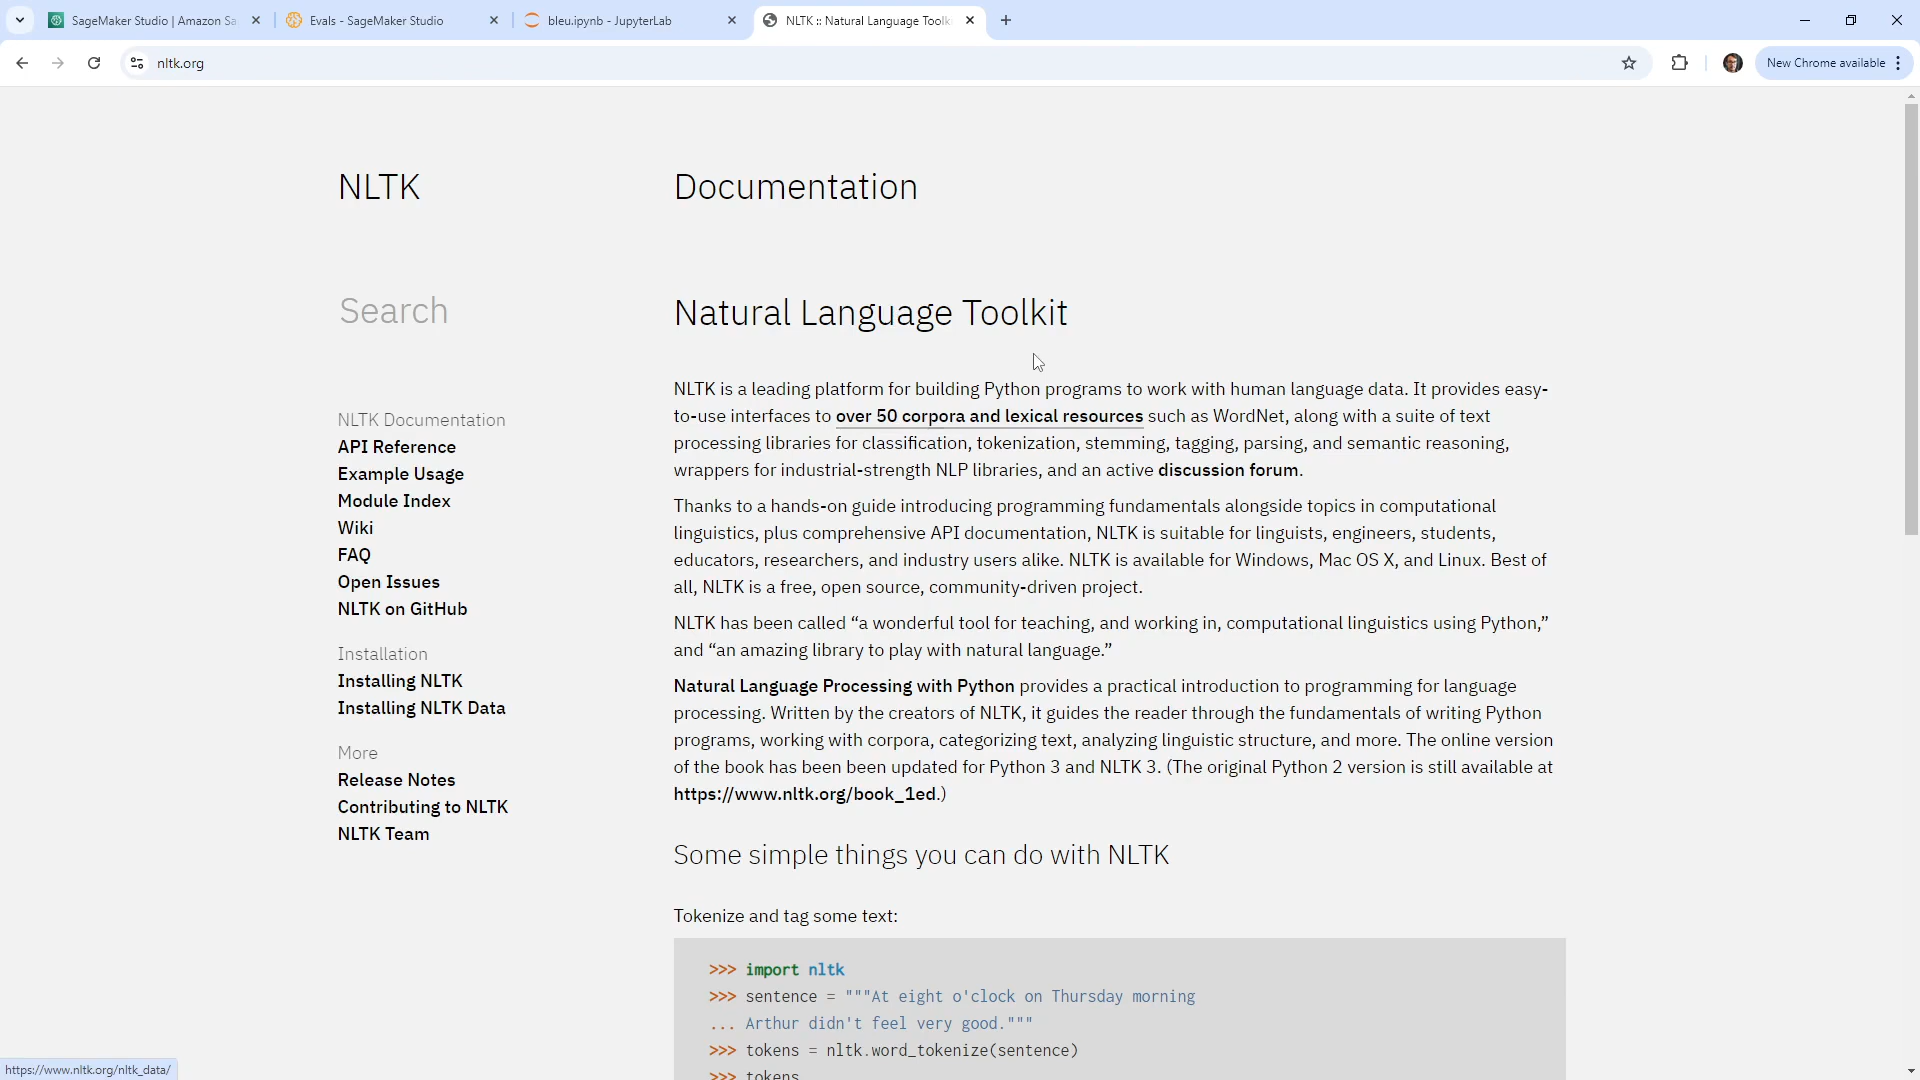 SageMaker Studio | Amazon Sa
Evals - SageMaker Studio
bleu.ipynb - JupyterLab
NLTK :: Natural Language Toolk
nltk.org
New Chrome available
NLTK
Documentation
Search
Natural Language Toolkit
NLTK is a leading platform for building Python programs to work with human language data. It provides easy-
to-use interfaces to over 50 corpora and lexical resources such as WordNet, along with a suite of text
processing libraries for classification, tokenization, stemming, tagging, parsing, and semantic reasoning,
wrappers for industrial-strength NLP libraries, and an active discussion forum.
Thanks to a hands-on guide introducing programming fundamentals alongside topics in computational
linguistics, plus comprehensive API documentation, NLTK is suitable for linguists, engineers, students,
educators, researchers, and industry users alike. NLTK is available for Windows, Mac OS X, and Linux. Best of
all, NLTK is a free, open source, community-driven project.
NLTK has been called “a wonderful tool for teaching, and working in, computational linguistics using Python,”
and “an amazing library to play with natural language.”
Natural Language Processing with Python provides a practical introduction to programming for language
processing. Written by the creators of NLTK, it guides the reader through the fundamentals of writing Python
programs, working with corpora, categorizing text, analyzing linguistic structure, and more. The online version
of the book has been been updated for Python 3 and NLTK 3. (The original Python 2 version is still available at
https://www.nltk.org/book_1ed.)
Some simple things you can do with NLTK
Tokenize and tag some text:
>>> import nltk
>>> sentence = """At eight o'clock on Thursday morning
... Arthur didn't feel very good."""
>>> tokens = nltk.word_tokenize(sentence)
>>> tokens
NLTK Documentation
API Reference
Example Usage
Module Index
Wiki
FAQ
Open Issues
NLTK on GitHub
Installation
Installing NLTK
Installing NLTK Data
More
Release Notes
Contributing to NLTK
NLTK Team
https://www.nltk.org/nltk_data/